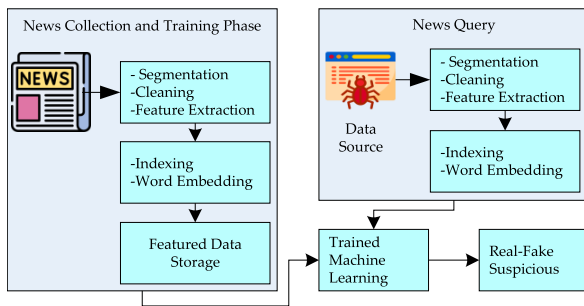 News Collection and Training Phase
NEWS
- Segmentation
-Cleaning
-Feature Extraction
-Indexing
-Word Embedding
Featured Data
Storage
News Query
Data
Source
- Segmentation
-Cleaning
-Feature Extraction
-Indexing
-Word Embedding
Trained
Machine
Learning
Real-Fake
Suspicious